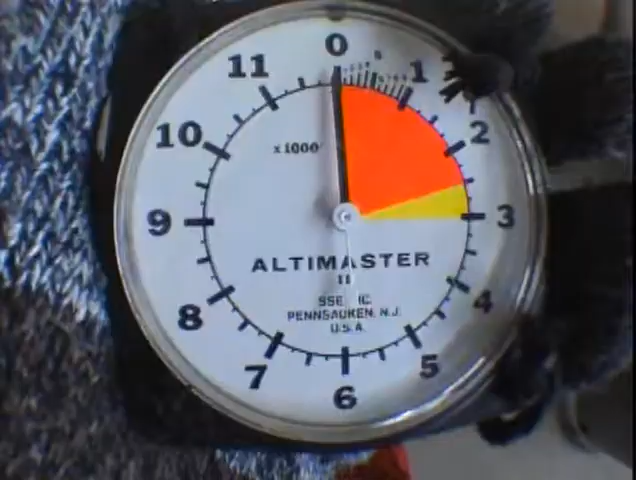 0
11
1
10
2
x1000
9
3
ALTIMASTER
II
8
4
SSE
PENNSAUKEN, N.J.
U.S.A.
7
5
6